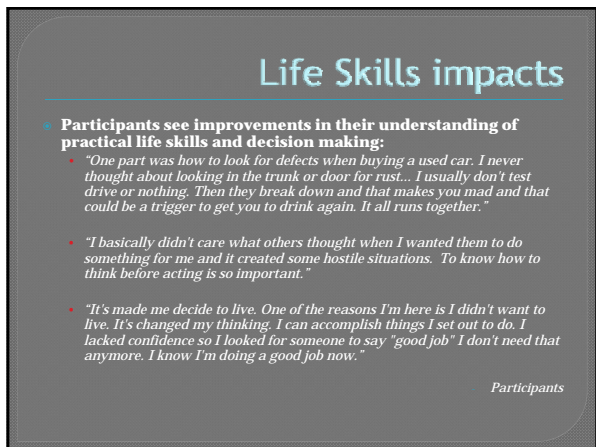 Life Skills impacts
Participants see improvements in their understanding of
practical life skills and decision making:
• “One part was how to look for defects when buying a used car. I never
thought about looking in the trunk or door for rust... I usually don't test
drive or nothing. Then they break down and that makes you mad and that
could be a trigger to get you to drink again. It all runs together.”
• “I basically didn't care what others thought when I wanted them to do
something for me and it created some hostile situations. To know how to
think before acting is so important.”
• “It's made me decide to live. One of the reasons I'm here is I didn't want to
live. It's changed my thinking. I can accomplish things I set out to do. I
lacked confidence so I looked for someone to say "good job" I don't need that
anymore. I know I'm doing a good job now.”
Participants